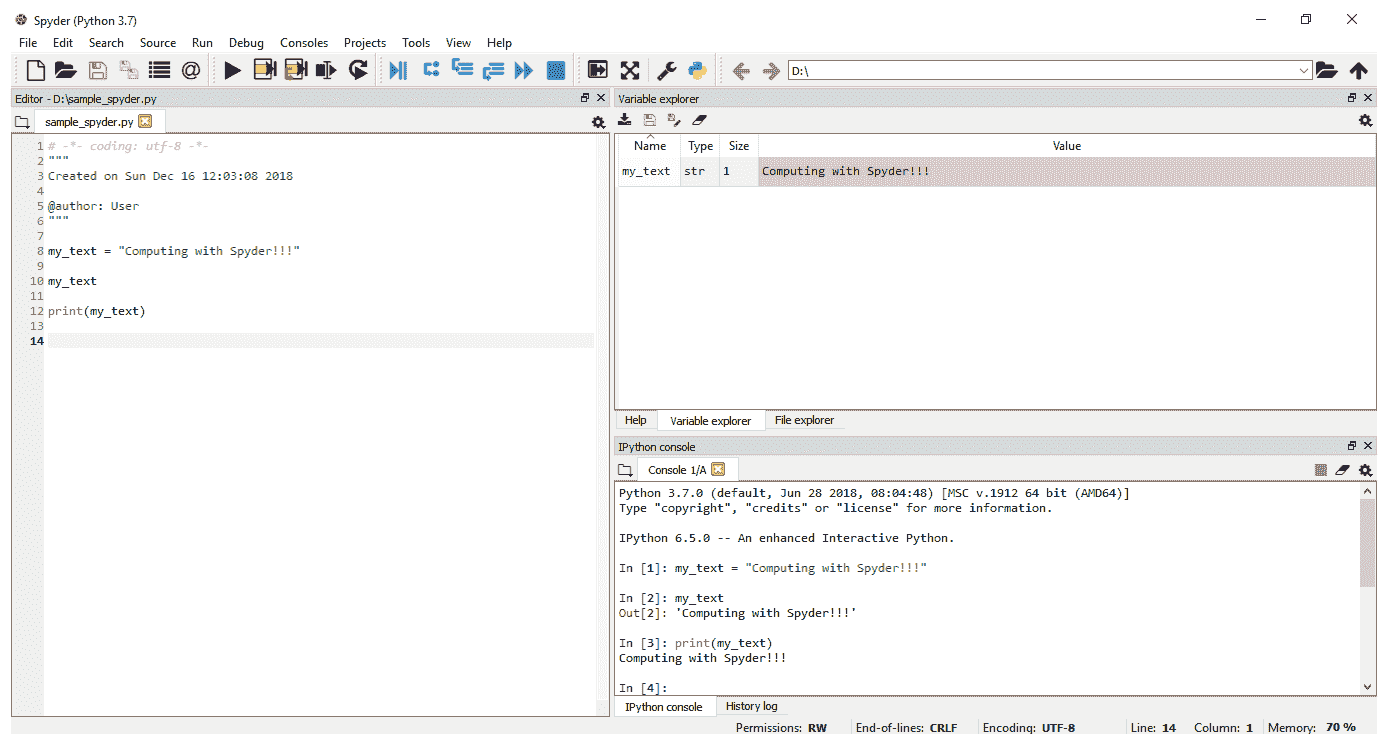 Spyder (Python 3.7)
File Edit Search Source Run Debug Consoles Projects Tools View Help
D:\
Editor - D:\sample_spyder.py
sample_spyder.py
1 # -*- coding: utf-8 -*-
2 """
3 Created on Sun Dec 16 12:03:08 2018
4
5 @author: User
6 """
7
8 my_text = "Computing with Spyder!!!"
9
10 my_text
11
12 print(my_text)
13
14
Variable explorer
Name Type Size Value
my_text str 1 Computing with Spyder!!!
Help Variable explorer File explorer
IPython console
Console 1/A
Python 3.7.0 (default, Jun 28 2018, 08:04:48) [MSC v.1912 64 bit (AMD64)]
Type "copyright", "credits" or "license" for more information.
IPython 6.5.0 -- An enhanced Interactive Python.
In [1]: my_text = "Computing with Spyder!!!"
In [2]: my_text
Out[2]: 'Computing with Spyder!!!'
In [3]: print(my_text)
Computing with Spyder!!!
In [4]:
IPython console History log
Permissions: RW End-of-lines: CRLF Encoding: UTF-8 Line: 14 Column: 1 Memory: 70 %